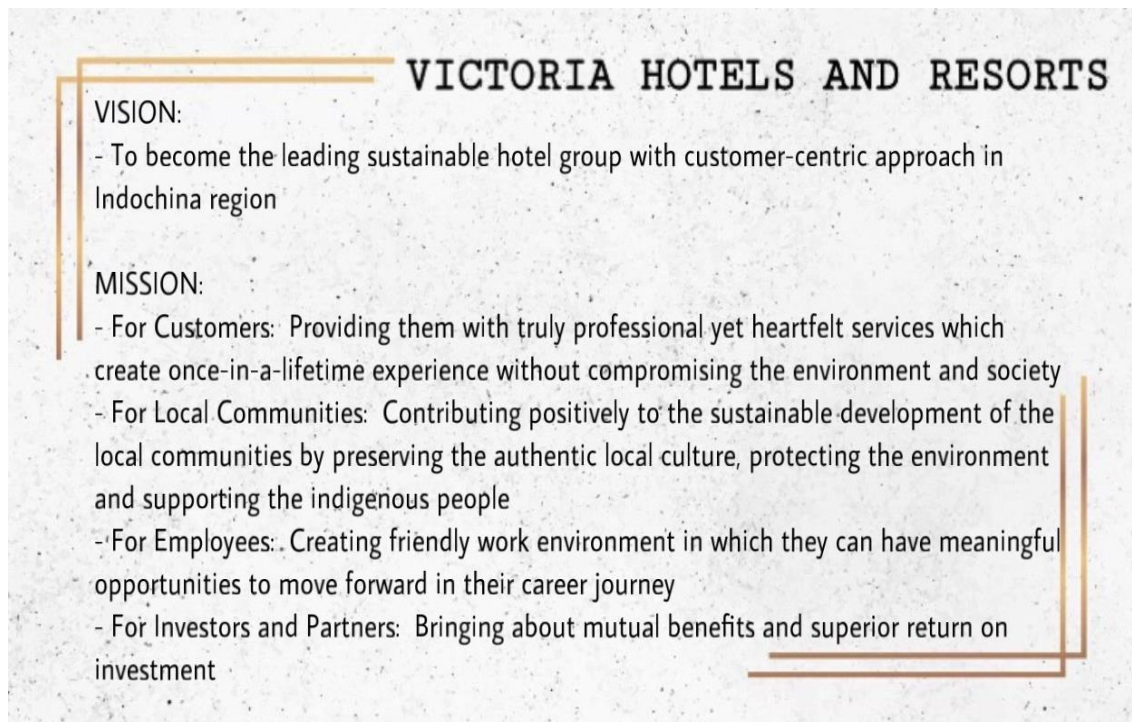 VICTORIA HOTELS AND RESORTS
VISION:
- To become the leading sustainable hotel group with customer-centric approach in
Indochina region
MISSION:
- For Customers: Providing them with truly professional yet heartfelt services which
create once-in-a-lifetime experience without compromising the environment and society
- For Local Communities: Contributing positively to the sustainable development of the
local communities by preserving the authentic local culture, protecting the environment
and supporting the indigenous people
- For Employees: Creating friendly work environment in which they can have meaningful
opportunities to move forward in their career journey
- For Investors and Partners: Bringing about mutual benefits and superior return on
investment